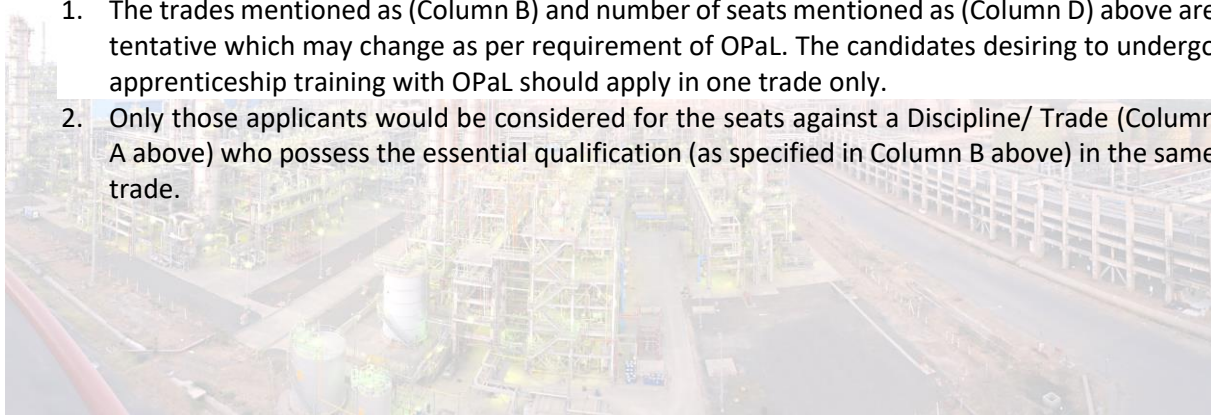 1. The trades mentioned as (Column B) and number of seats mentioned as (Column D) above are
tentative which may change as per requirement of OPaL. The candidates desiring to undergo
apprenticeship training with OPaL should apply in one trade only.
2. Only those applicants would be considered for the seats against a Discipline/ Trade (Column
A above) who possess the essential qualification (as specified in Column B above) in the same
trade.